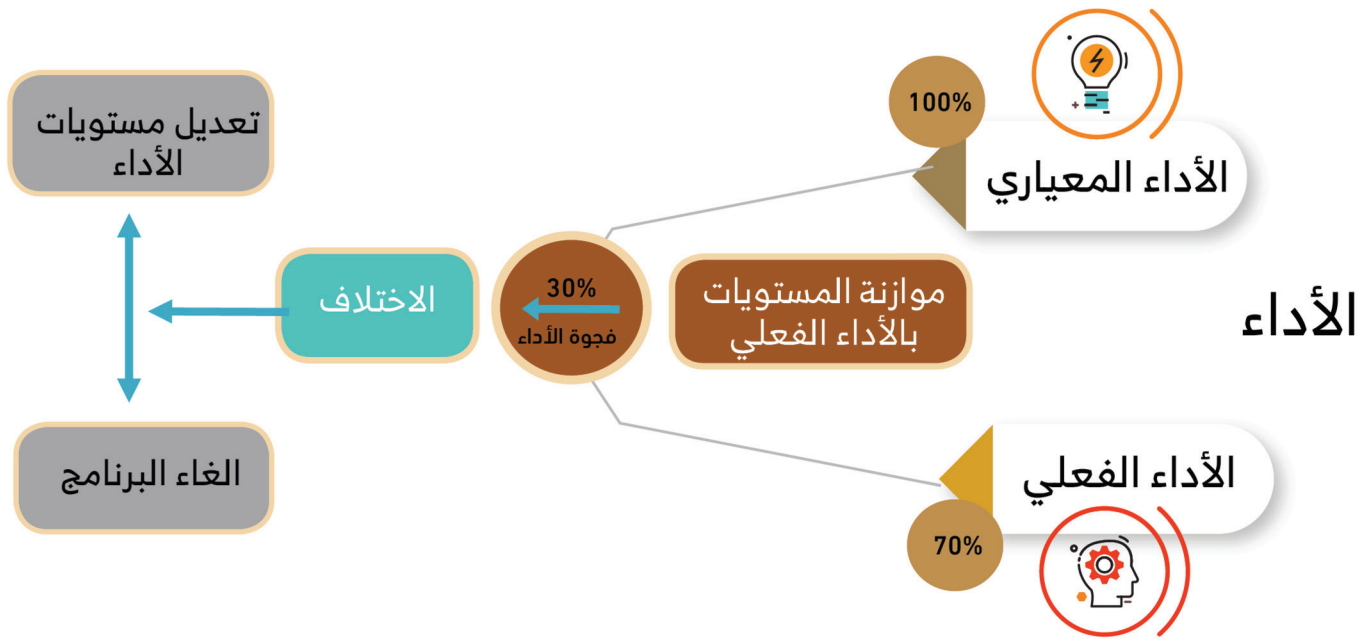 الأداء
100%
الأداء المعياري
الأداء الفعلي
70%
موازنة المستويات
بالأداء الفعلي
30%
فجوة الأداء
الاختلاف
تعديل مستويات
الأداء
الغاء البرنامج